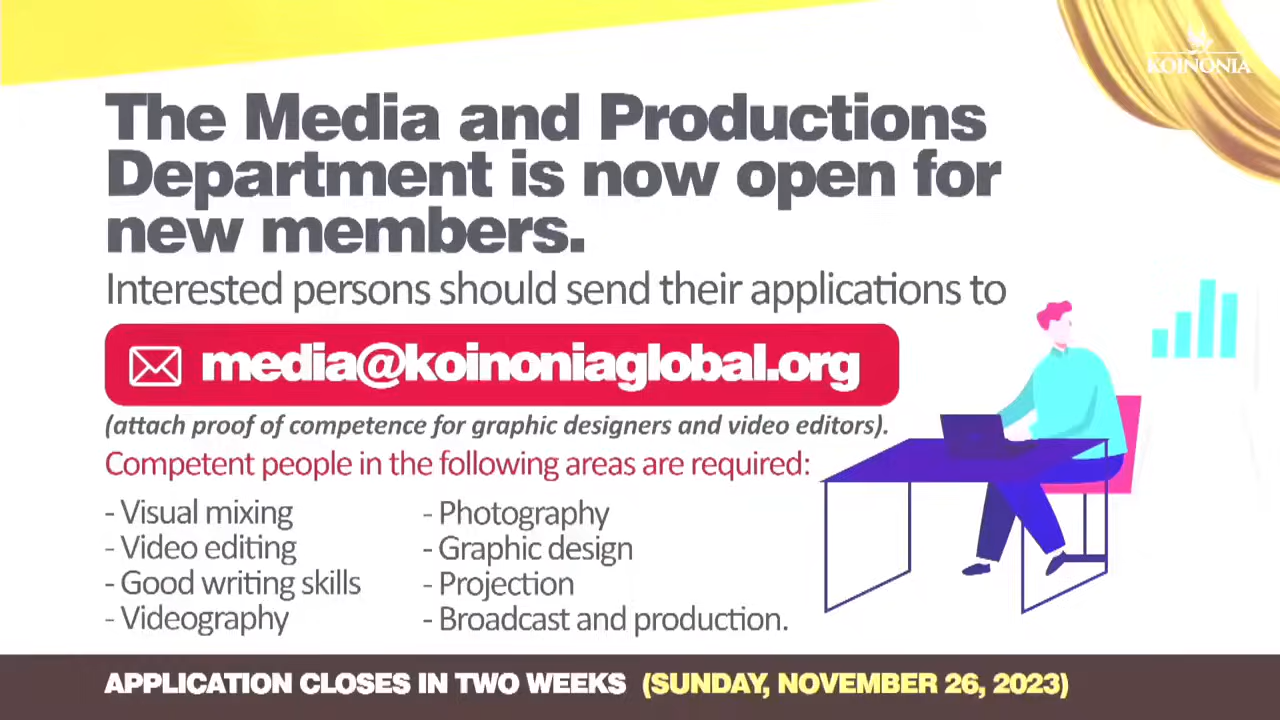 KOINONIA
The Media and Productions
Department is now open for
new members.
Interested persons should send their applications to
media@koinoniaglobal.org
(attach proof of competence for graphic designers and video editors).
Competent people in the following areas are required:
- Visual mixing
- Video editing
- Good writing skills
- Videography
- Photography
- Graphic design
- Projection
- Broadcast and production.
APPLICATION CLOSES IN TWO WEEKS (SUNDAY, NOVEMBER 26, 2023)